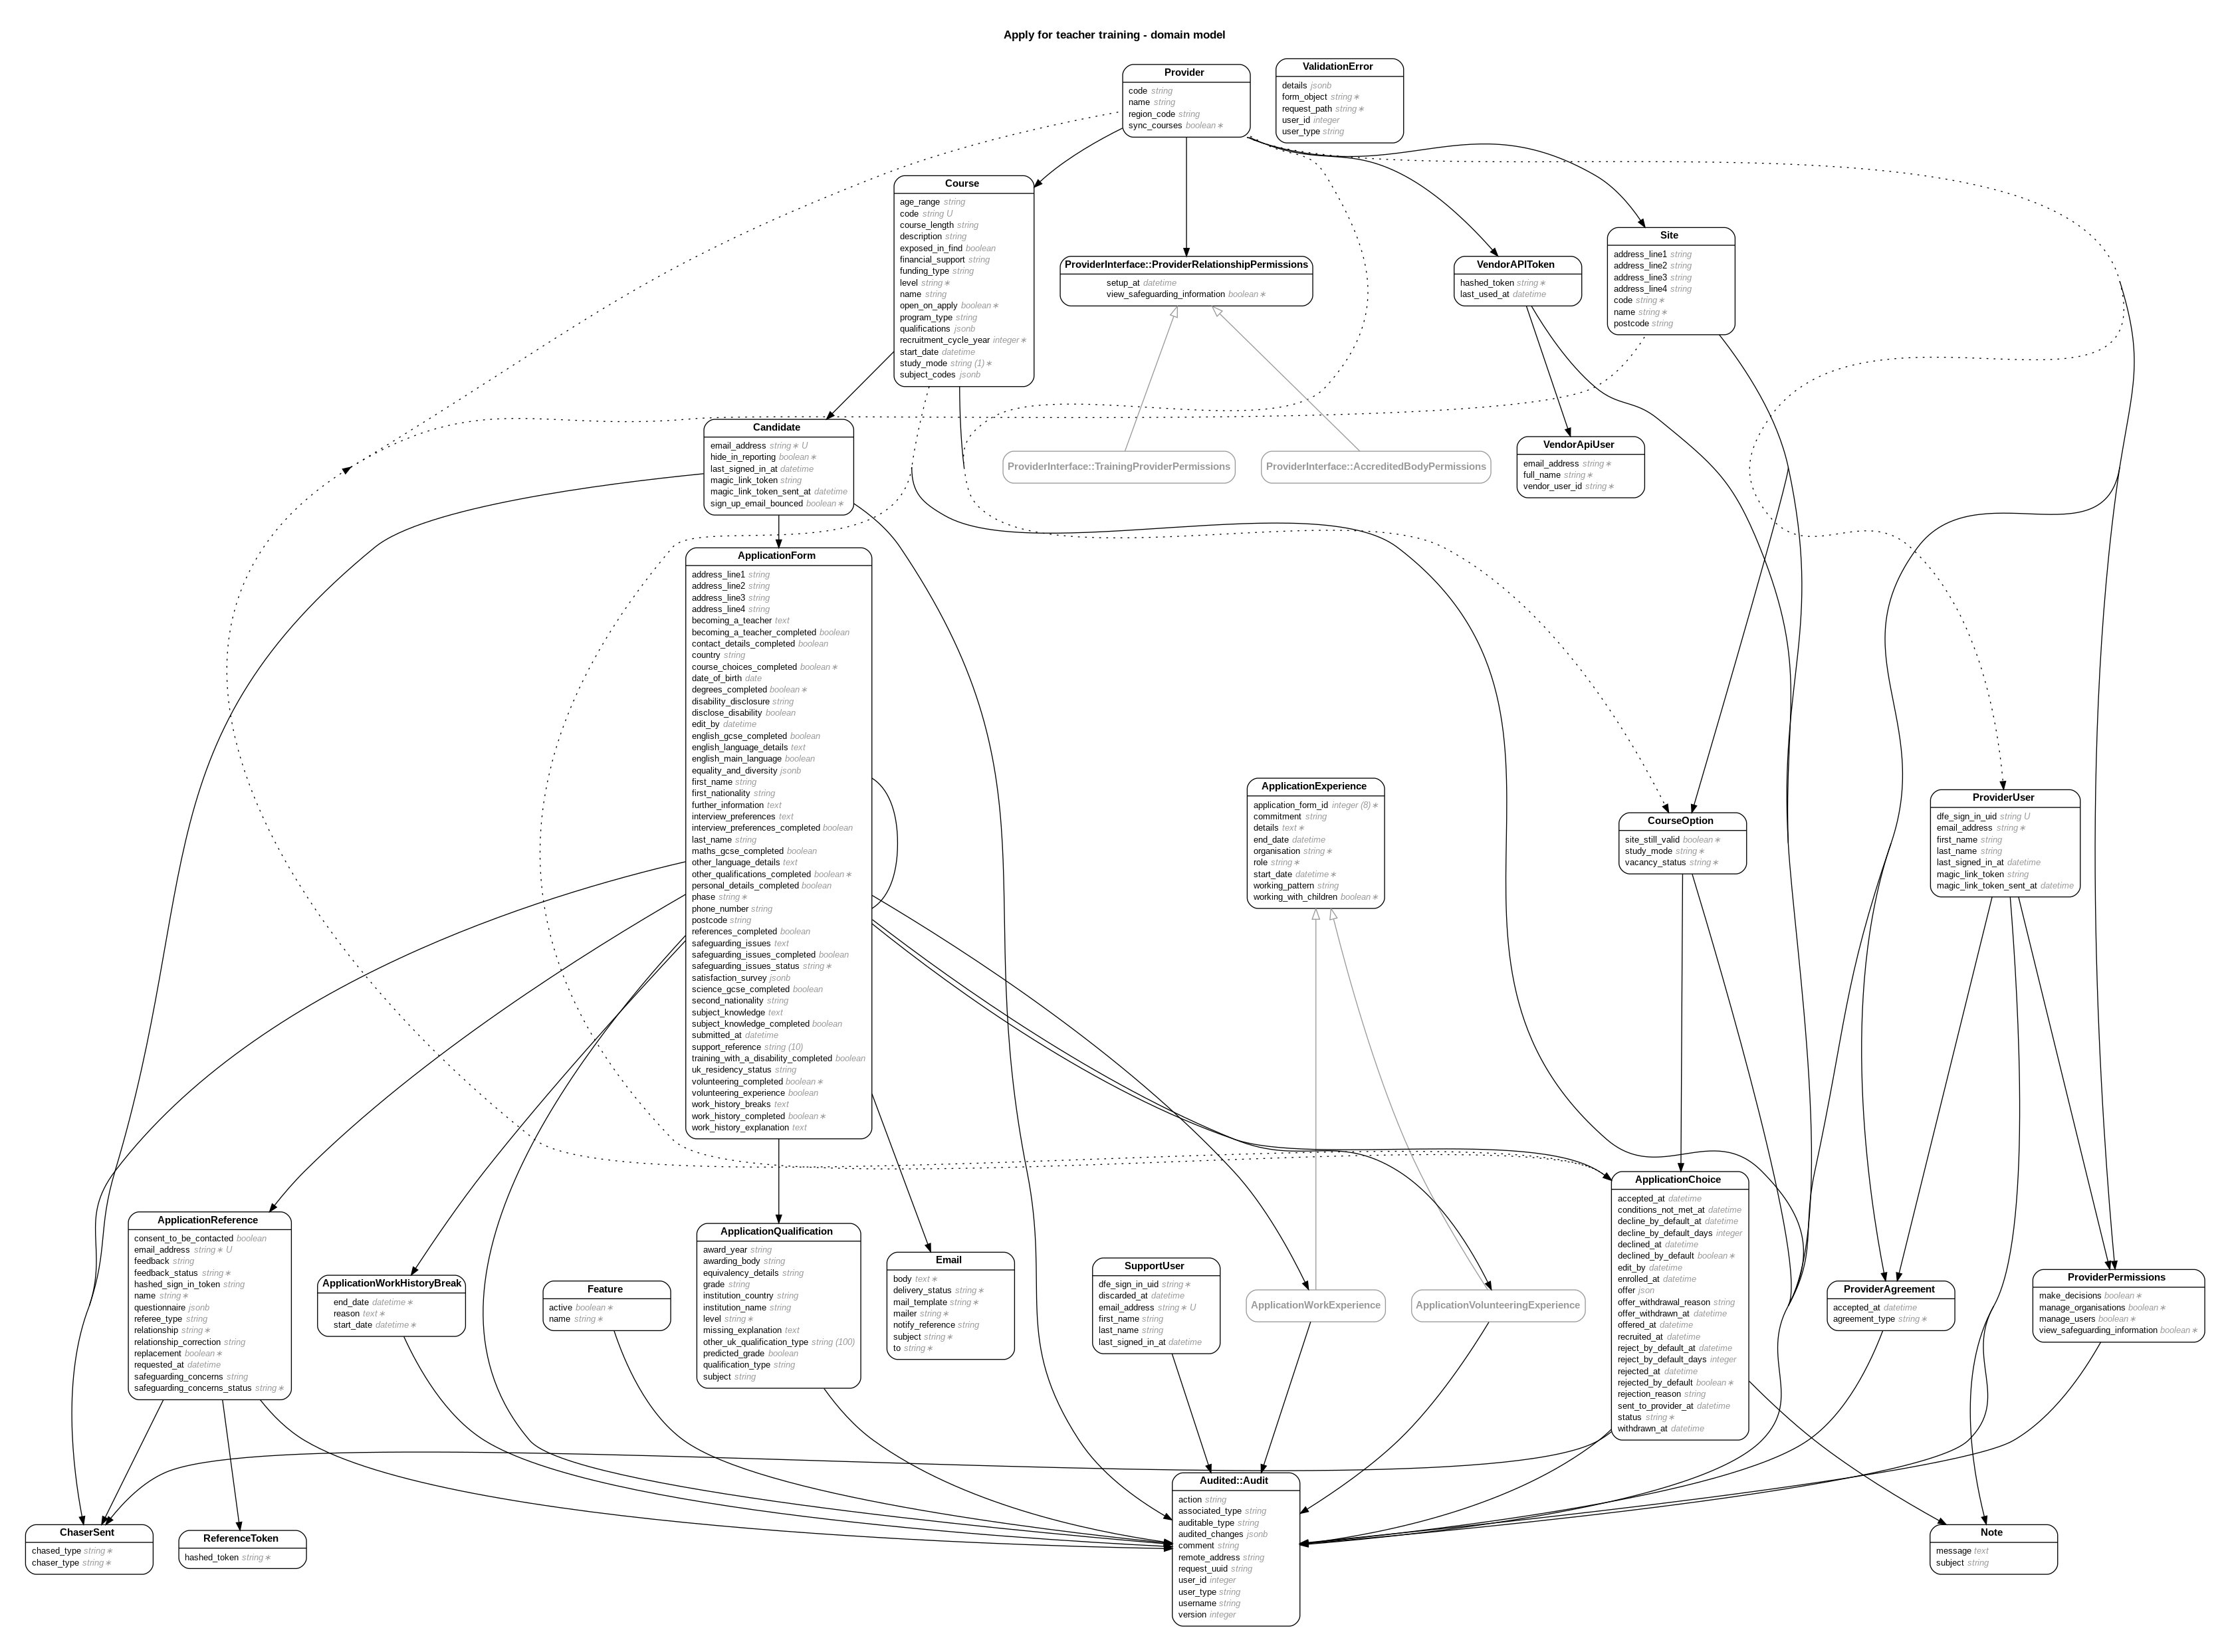 Apply for teacher training - domain model
Provider
code string
name string
region_code string
sync_courses boolean∗
ValidationError
details jsonb
form_object string∗
request_path string∗
user_id integer
user_type string
Course
age_range string
code string U
course_length string
description string
exposed_in_find boolean
financial_support string
funding_type string
level string∗
name string
open_on_apply boolean∗
program_type string
qualifications jsonb
recruitment_cycle_year integer∗
start_date datetime
study_mode string (1)∗
subject_codes jsonb
ProviderInterface::ProviderRelationshipPermissions
setup_at datetime
view_safeguarding_information boolean∗
VendorAPIToken
hashed_token string∗
last_used_at datetime
Site
address_line1 string
address_line2 string
address_line3 string
address_line4 string
code string∗
name string∗
postcode string
Candidate
email_address string∗ U
hide_in_reporting boolean∗
last_signed_in_at datetime
magic_link_token string
magic_link_token_sent_at datetime
sign_up_email_bounced boolean∗
ProviderInterface::TrainingProviderPermissions
ProviderInterface::AccreditedBodyPermissions
VendorApiUser
email_address string∗
full_name string∗
vendor_user_id string∗
ApplicationForm
address_line1 string
address_line2 string
address_line3 string
address_line4 string
becoming_a_teacher text
becoming_a_teacher_completed boolean
contact_details_completed boolean
country string
course_choices_completed boolean∗
date_of_birth date
degrees_completed boolean∗
disability_disclosure string
disclose_disability boolean
edit_by datetime
english_gcse_completed boolean
english_language_details text
english_main_language boolean
equality_and_diversity jsonb
first_name string
first_nationality string
further_information text
interview_preferences text
interview_preferences_completed boolean
last_name string
maths_gcse_completed boolean
other_language_details text
other_qualifications_completed boolean∗
personal_details_completed boolean
phase string∗
phone_number string
postcode string
references_completed boolean
safeguarding_issues text
safeguarding_issues_completed boolean
safeguarding_issues_status string∗
satisfaction_survey jsonb
science_gcse_completed boolean
second_nationality string
subject_knowledge text
subject_knowledge_completed boolean
submitted_at datetime
support_reference string (10)
training_with_a_disability_completed boolean
uk_residency_status string
volunteering_completed boolean∗
volunteering_experience boolean
work_history_breaks text
work_history_completed boolean∗
work_history_explanation text
ApplicationExperience
application_form_id integer (8)∗
commitment string
details text∗
end_date datetime
organisation string∗
role string∗
start_date datetime∗
working_pattern string
working_with_children boolean∗
CourseOption
site_still_valid boolean∗
study_mode string∗
vacancy_status string∗
ProviderUser
dfe_sign_in_uid string U
email_address string∗
first_name string
last_name string
last_signed_in_at datetime
magic_link_token string
magic_link_token_sent_at datetime
ApplicationReference
consent_to_be_contacted boolean
email_address string∗ U
feedback string
feedback_status string∗
hashed_sign_in_token string
name string∗
questionnaire jsonb
referee_type string
relationship string∗
relationship_correction string
replacement boolean∗
requested_at datetime
safeguarding_concerns string
safeguarding_concerns_status string∗
ApplicationWorkHistoryBreak
end_date datetime∗
reason text∗
start_date datetime∗
Feature
active boolean∗
name string∗
ApplicationQualification
award_year string
awarding_body string
equivalency_details string
grade string
institution_country string
institution_name string
level string∗
missing_explanation text
other_uk_qualification_type string (100)
predicted_grade boolean
qualification_type string
subject string
Email
body text∗
delivery_status string∗
mail_template string∗
mailer string∗
notify_reference string
subject string∗
to string∗
SupportUser
dfe_sign_in_uid string∗
discarded_at datetime
email_address string∗ U
first_name string
last_name string
last_signed_in_at datetime
ApplicationWorkExperience
ApplicationVolunteeringExperience
ApplicationChoice
accepted_at datetime
conditions_not_met_at datetime
decline_by_default_at datetime
decline_by_default_days integer
declined_at datetime
declined_by_default boolean∗
edit_by datetime
enrolled_at datetime
offer json
offer_withdrawal_reason string
offer_withdrawn_at datetime
offered_at datetime
recruited_at datetime
reject_by_default_at datetime
reject_by_default_days integer
rejected_at datetime
rejected_by_default boolean∗
rejection_reason string
sent_to_provider_at datetime
status string∗
withdrawn_at datetime
ProviderAgreement
accepted_at datetime
agreement_type string∗
ProviderPermissions
make_decisions boolean∗
manage_organisations boolean∗
manage_users boolean∗
view_safeguarding_information boolean∗
ChaserSent
chased_type string∗
chaser_type string∗
ReferenceToken
hashed_token string∗
Audited::Audit
action string
associated_type string
auditable_type string
audited_changes jsonb
comment string
remote_address string
request_uuid string
user_id integer
user_type string
username string
version integer
Note
message text
subject string